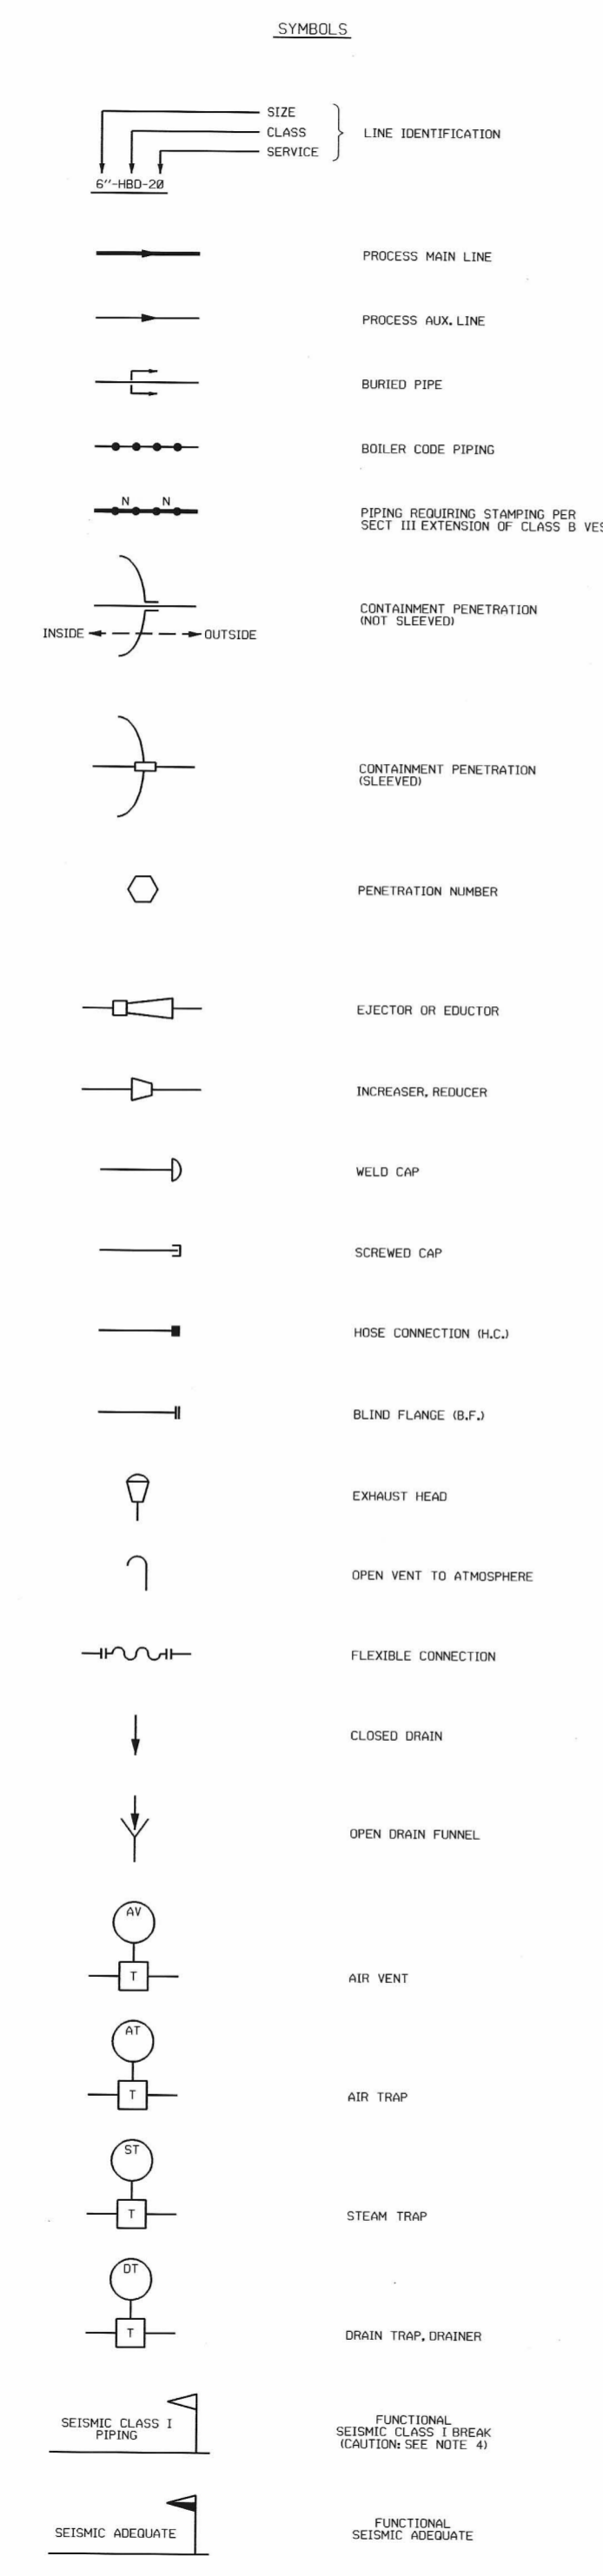 SYMBOLS
SIZE
CLASS
SERVICE
LINE IDENTIFICATION
6"-HBD-20
PROCESS MAIN LINE
PROCESS AUX. LINE
BURIED PIPE
BOILER CODE PIPING
N N
PIPING REQUIRING STAMPING PER
SECT III EXTENSION OF CLASS B VES
CONTAINMENT PENETRATION
(NOT SLEEVED)
INSIDE OUTSIDE
CONTAINMENT PENETRATION
(SLEEVED)
PENETRATION NUMBER
EJECTOR OR EDUCTOR
INCREASER, REDUCER
WELD CAP
SCREWED CAP
HOSE CONNECTION (H.C.)
BLIND FLANGE (B.F.)
EXHAUST HEAD
OPEN VENT TO ATMOSPHERE
FLEXIBLE CONNECTION
CLOSED DRAIN
OPEN DRAIN FUNNEL
AV
T
AIR VENT
AT
T
AIR TRAP
ST
T
STEAM TRAP
DT
T
DRAIN TRAP, DRAINER
SEISMIC CLASS I
PIPING
FUNCTIONAL
SEISMIC CLASS I BREAK
(CAUTION: SEE NOTE 4)
SEISMIC ADEQUATE
FUNCTIONAL
SEISMIC ADEQUATE